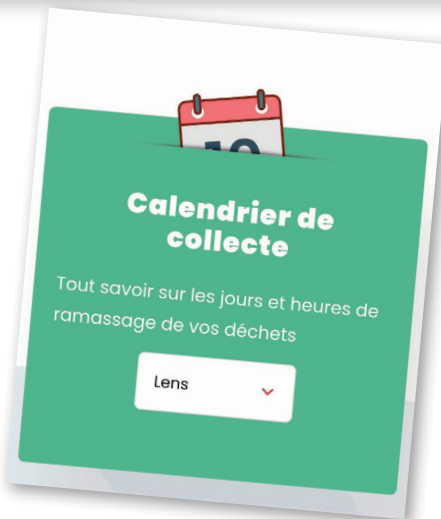 Calendrier de
collecte
Tout savoir sur les jours et heures de
ramassage de vos déchets
Lens